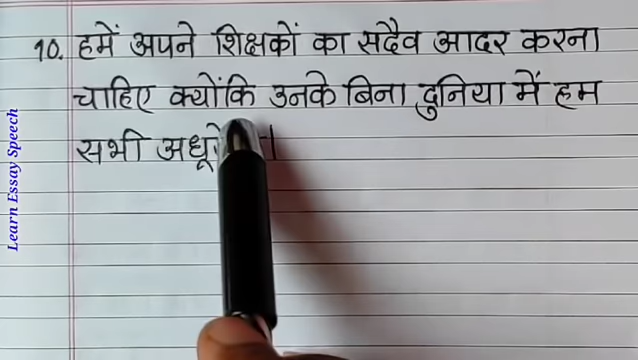 10. हमें अपने शिक्षकों का सदैव आदर करना
चाहिए क्योंकि उनके बिना दुनिया में हम
सभी
Learn Essay Speech